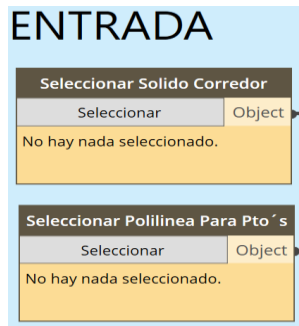 ENTRADA
Seleccionar Solido Corredor
Seleccionar Object
No hay nada seleccionado.
Seleccionar Polilinea Para Pto´s
Seleccionar Object
No hay nada seleccionado.